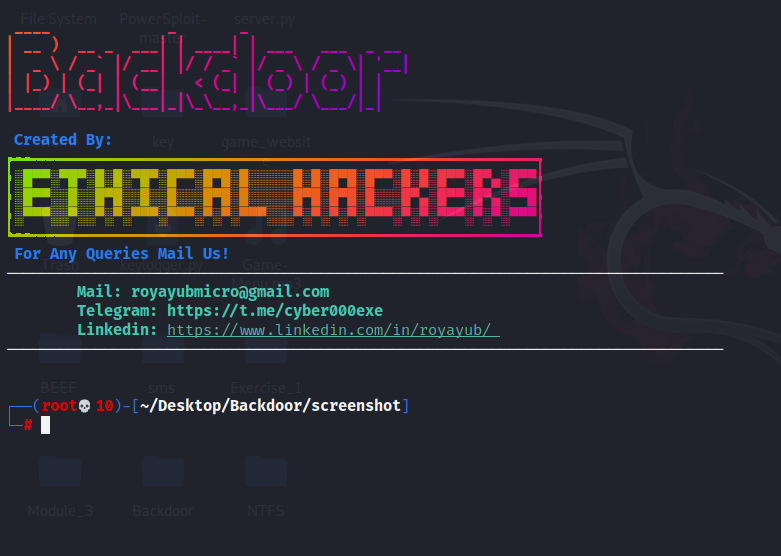 File System PowerSploit-master server.py
Backdoor
key game_websit
Created By:
ETHICAL HACKERS
For Any Queries Mail Us!
Trash keylogger.py Game-
Mail: royayubmicro@gmail.com
Telegram: https://t.me/cyber000exe
Linkedin: https://www.linkedin.com/in/royayub/
BEEF sms Exercise_1
(root💀10)-[~/Desktop/Backdoor/screenshot]
#
Module_3 Backdoor NTFS